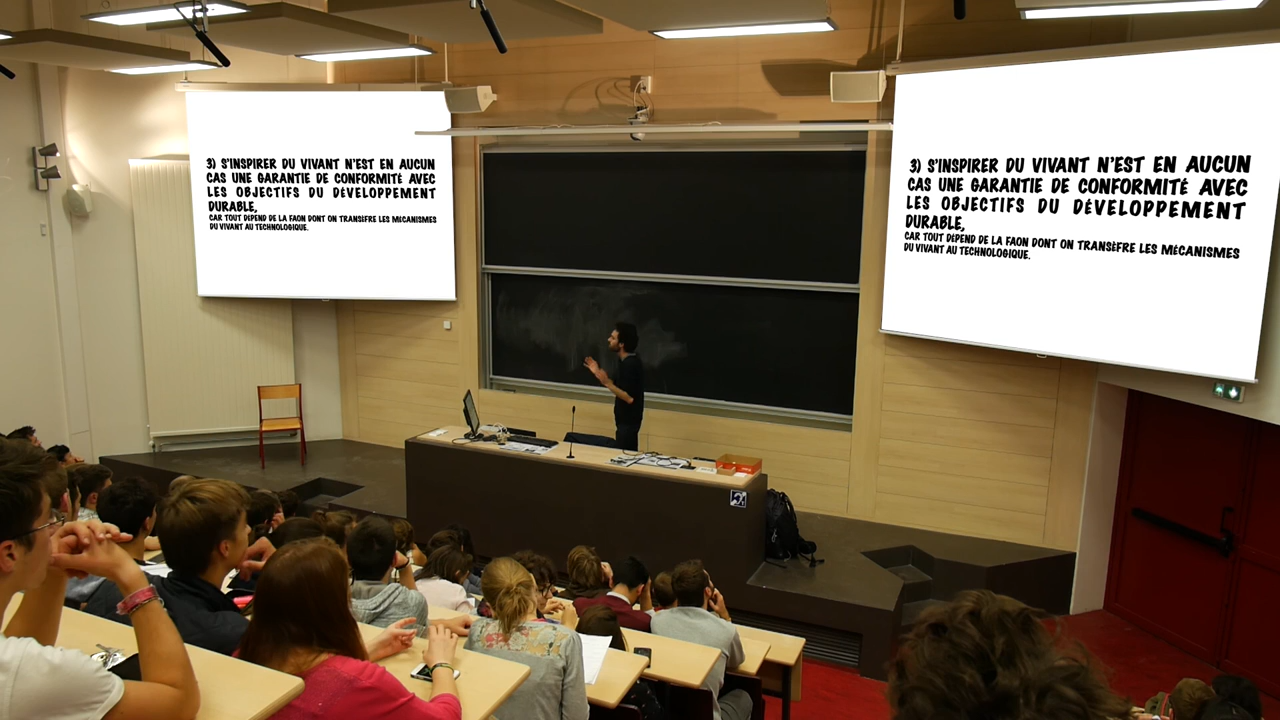 3) S'INSPIRER DU VIVANT N'EST EN AUCUN
CAS UNE GARANTIE DE CONFORMITÉ AVEC
LES OBJECTIFS DU DÉVELOPPEMENT
DURABLE,
CAR TOUT DÉPEND DE LA FAON DONT ON TRANSÈFRE LES MÉCANISMES
DU VIVANT AU TECHNOLOGIQUE.
3) S'INSPIRER DU VIVANT N'EST EN AUCUN
CAS UNE GARANTIE DE CONFORMITÉ AVEC
LES OBJECTIFS DU DÉVELOPPEMENT
DURABLE,
CAR TOUT DÉPEND DE LA FAON DONT ON TRANSÈFRE LES MÉCANISMES
DU VIVANT AU TECHNOLOGIQUE.